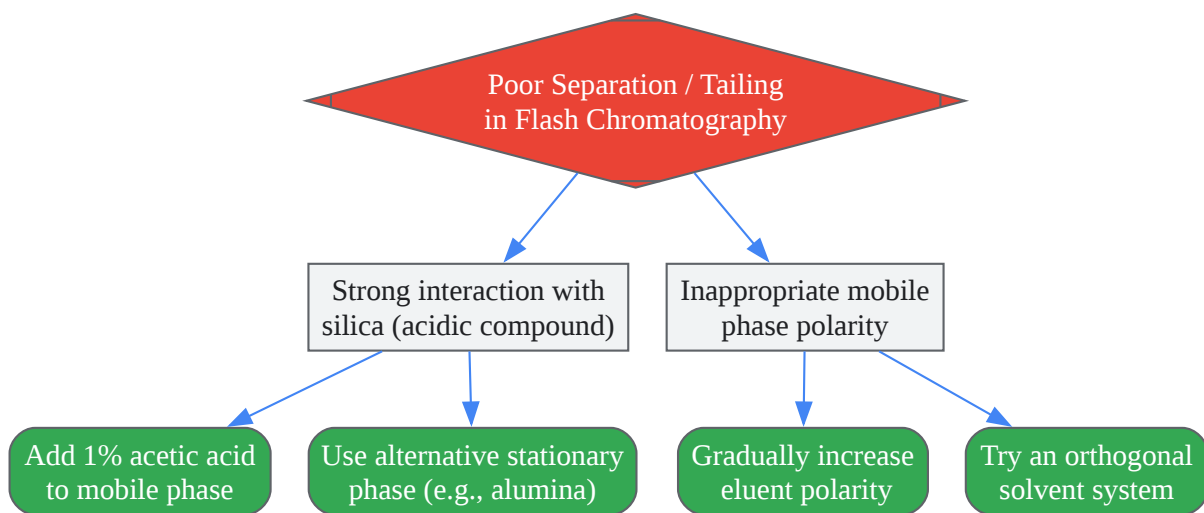 Poor Separation / Tailing
in Flash Chromatography
Strong interaction with
silica (acidic compound)
Inappropriate mobile
phase polarity
Add 1% acetic acid
to mobile phase
Use alternative stationary
phase (e.g., alumina)
Gradually increase
eluent polarity
Try an orthogonal
solvent system